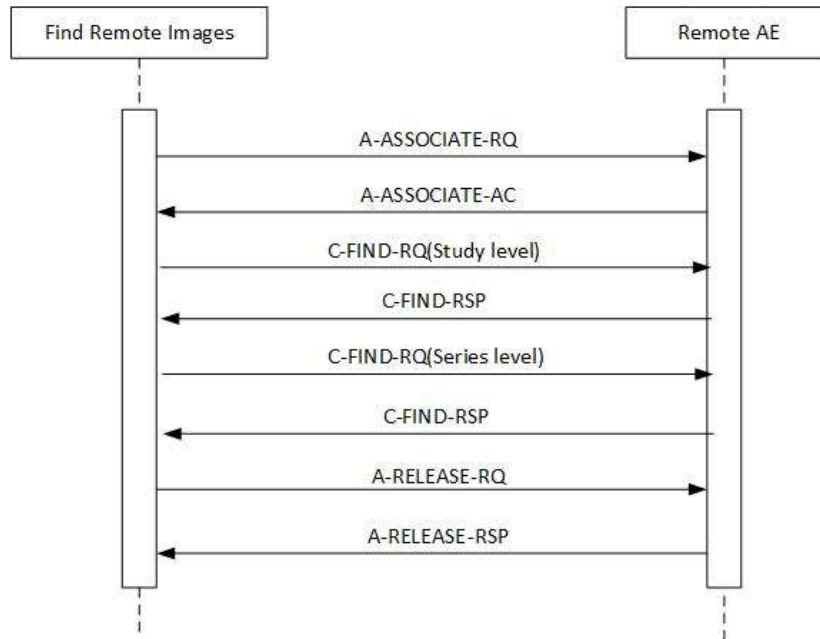 Find Remote Images
Remote AE
A-ASSOCIATE-RQ
A-ASSOCIATE-AC
C-FIND-RQ(Study level)
C-FIND-RSP
C-FIND-RQ(Series level)
C-FIND-RSP
A-RELEASE-RQ
A-RELEASE-RSP